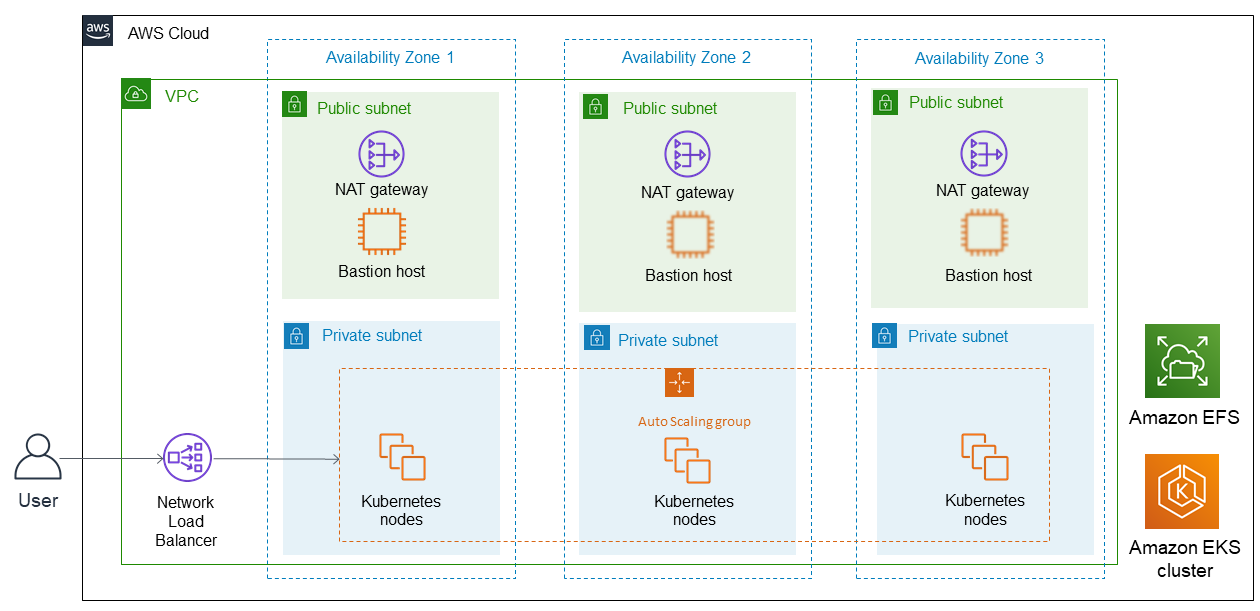 aws
AWS Cloud
Availability Zone 1
Availability Zone 2
Availability Zone 3
VPC
Public subnet
Public subnet
Public subnet
NAT gateway
NAT gateway
NAT gateway
Bastion host
Bastion host
Bastion host
Private subnet
Private subnet
Private subnet
Auto Scaling group
Amazon EFS
User
Network
Load
Balancer
Kubernetes
nodes
Kubernetes
nodes
Kubernetes
nodes
K
Amazon EKS
cluster